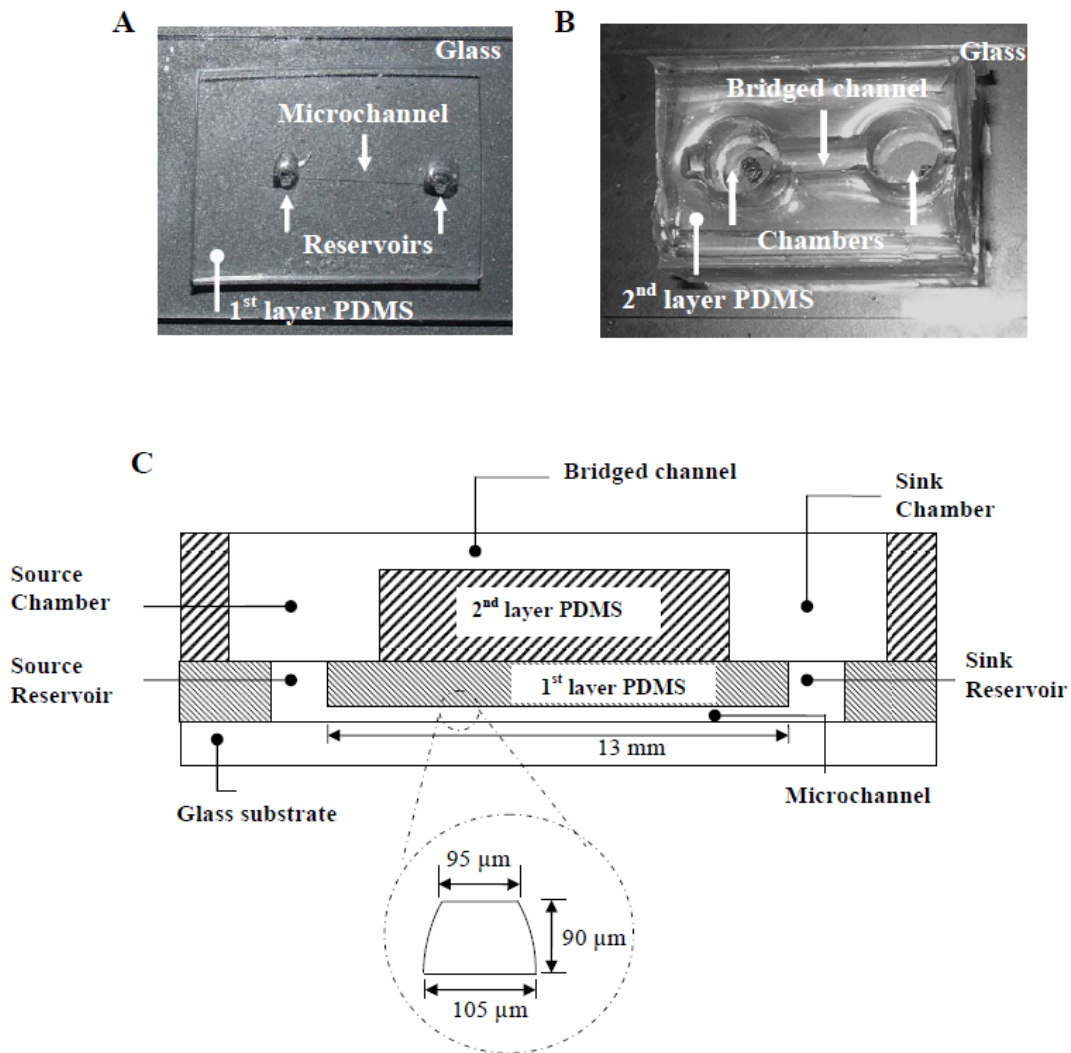 A
Glass
Microchannel
Reservoirs
1st layer PDMS
B
Glass
Bridged channel
Chambers
2nd layer PDMS
C
Bridged channel
Sink
Chamber
Source
Chamber
2nd layer PDMS
Source
Reservoir
1st layer PDMS
Sink
Reservoir
13 mm
Microchannel
Glass substrate
95 µm
90 µm
105 µm